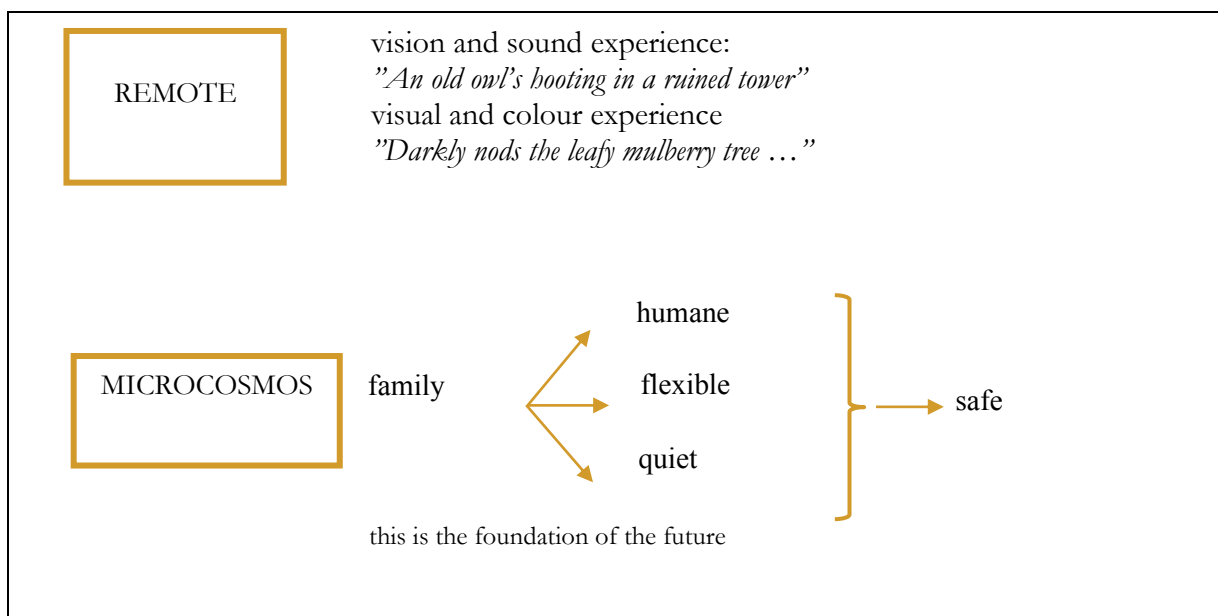 REMOTE
vision and sound experience:
”An old owl’s hooting in a ruined tower”
visual and colour experience
”Darkly nods the leafy mulberry tree …”
MICROCOSMOS
family
humane
flexible
quiet
safe
this is the foundation of the future